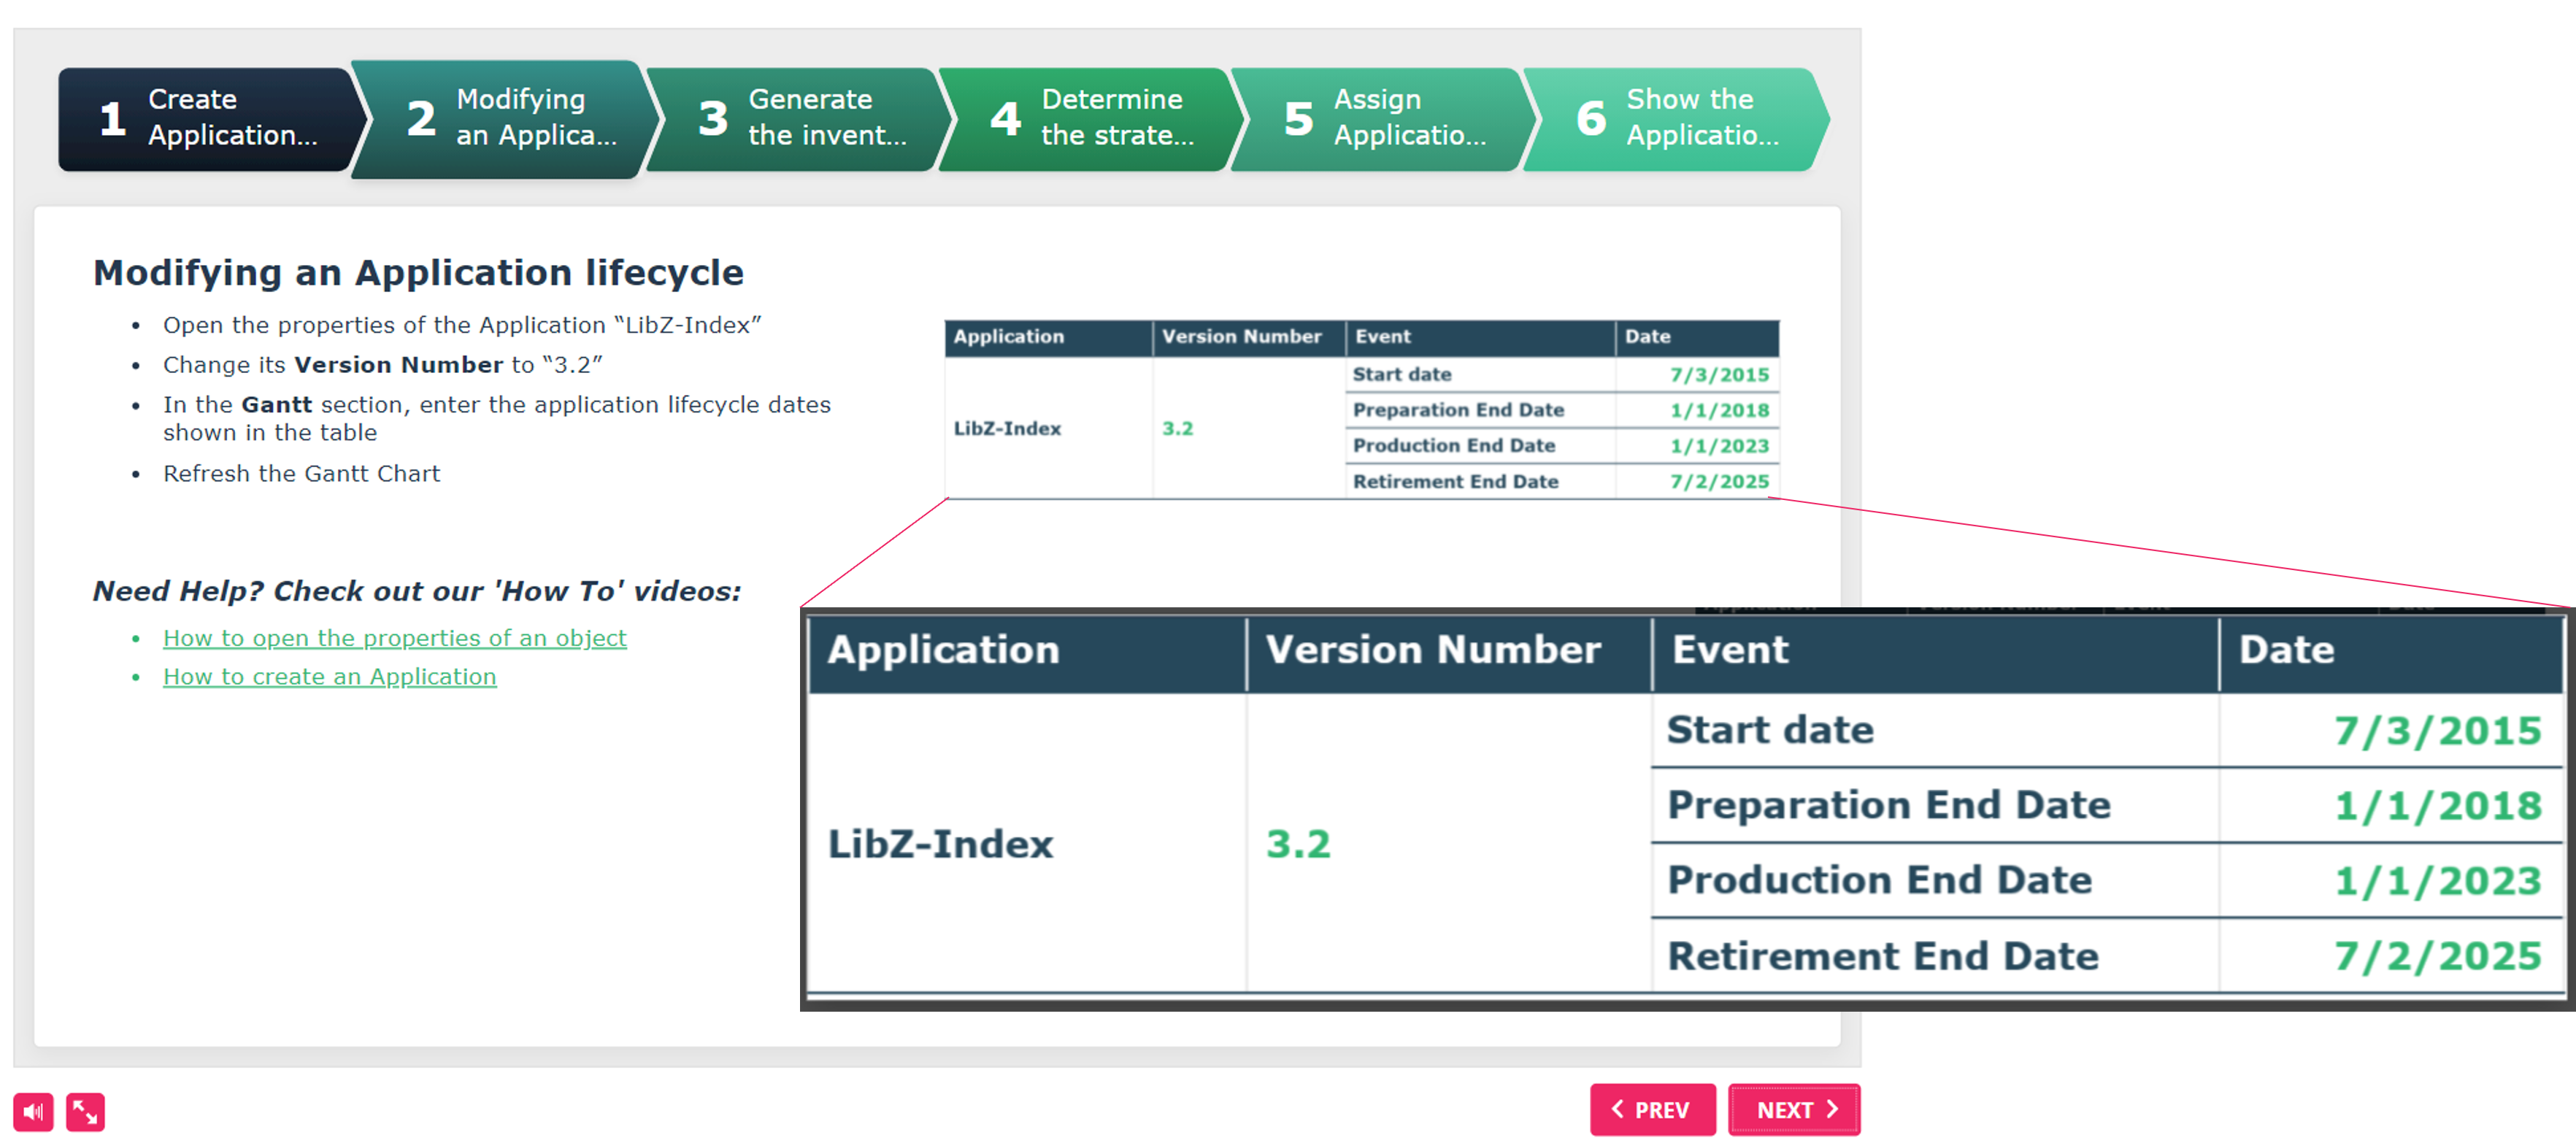 1 Create
Application...
2 Modifying
an Applica...
3 Generate
the invent...
4 Determine
the strate...
5 Assign
Applicatio...
6 Show the
Applicatio...
Modifying an Application lifecycle
• Open the properties of the Application “LibZ-Index”
• Change its Version Number to “3.2”
• In the Gantt section, enter the application lifecycle dates
shown in the table
• Refresh the Gantt Chart
Application Version Number Event Date
Start date 7/3/2015
Preparation End Date 1/1/2018
LibZ-Index 3.2
Production End Date 1/1/2023
Retirement End Date 7/2/2025
Need Help? Check out our 'How To' videos:
• How to open the properties of an object
• How to create an Application
Application Version Number Event Date
Start date 7/3/2015
Preparation End Date 1/1/2018
LibZ-Index 3.2
Production End Date 1/1/2023
Retirement End Date 7/2/2025
PREV
NEXT